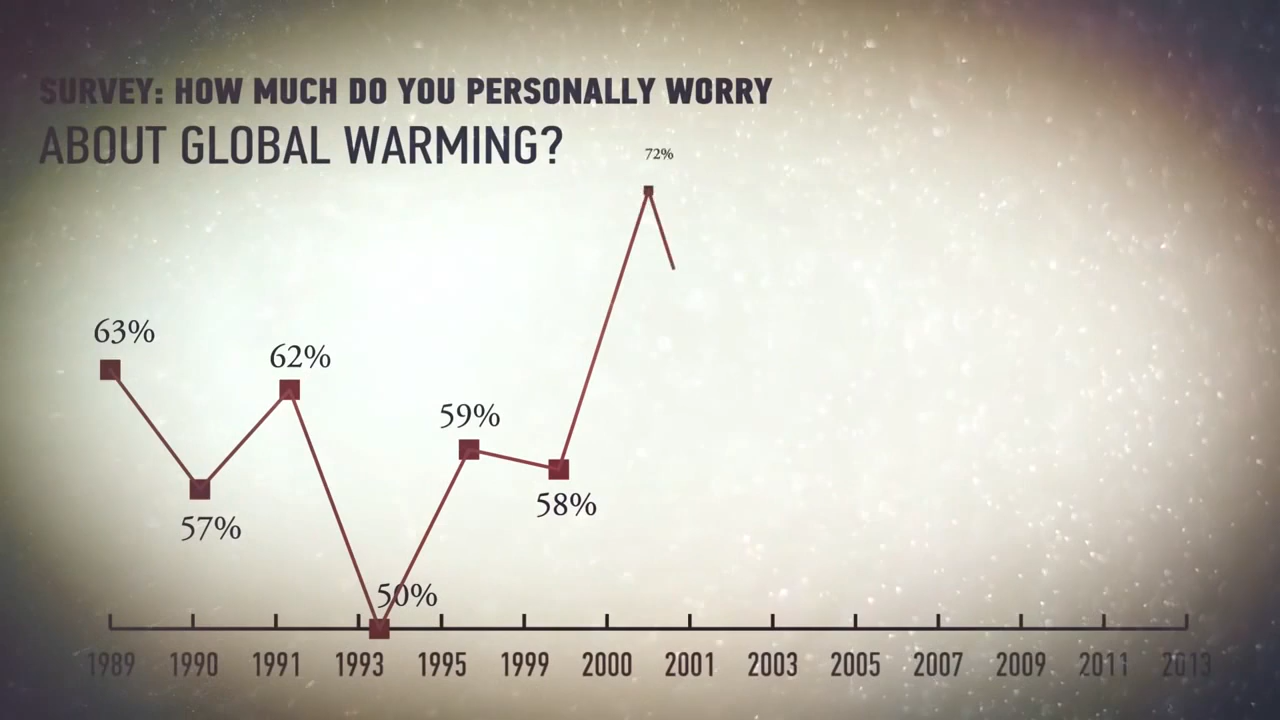 SURVEY: HOW MUCH DO YOU PERSONALLY WORRY
ABOUT GLOBAL WARMING?
72%
63%
62%
59%
58%
57%
50%
1989 1990 1991 1993 1995 1999 2000 2001 2003 2005 2007 2009 2011 2013